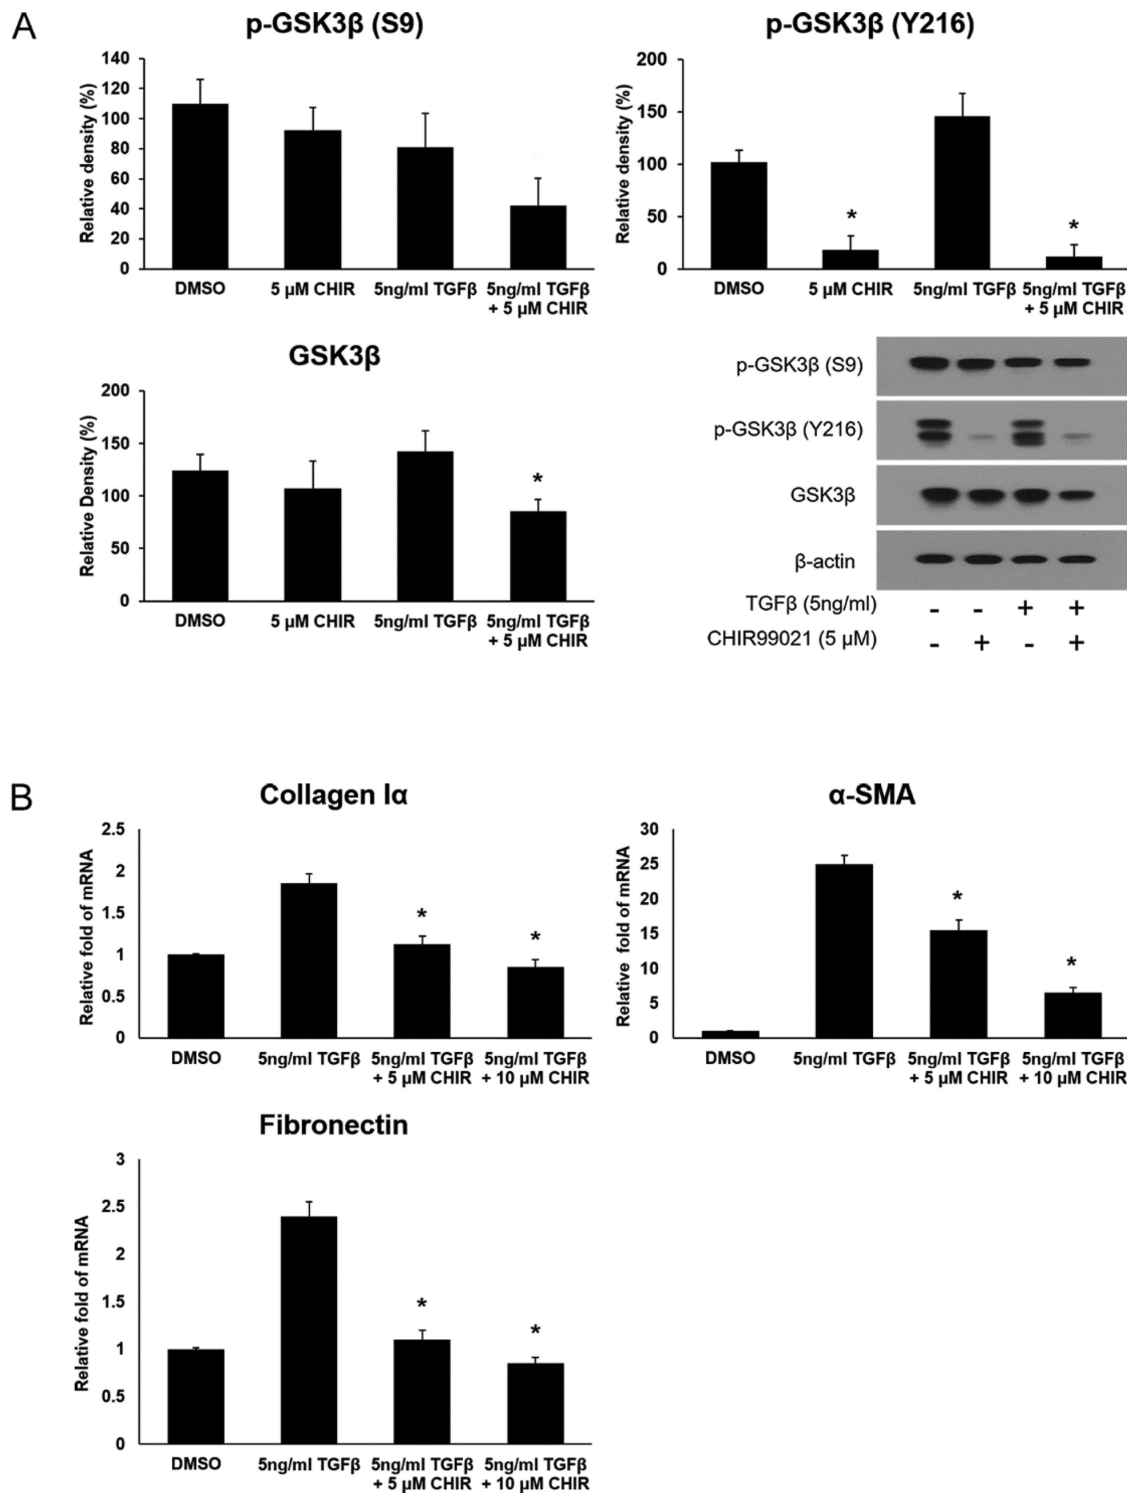 A
p-GSK3β (S9)
140
120
100
80
60
40
20
0
Relative density (%)
DMSO
5 µM CHIR
5ng/ml TGFβ
5ng/ml TGFβ
+ 5 µM CHIR
p-GSK3β (Y216)
200
150
100
50
0
Relative density (%)
*
*
DMSO
5 µM CHIR
5ng/ml TGFβ
5ng/ml TGFβ
+ 5 µM CHIR
GSK3β
200
150
100
50
0
Relative Density (%)
*
DMSO
5 µM CHIR
5ng/ml TGFβ
5ng/ml TGFβ
+ 5 µM CHIR
p-GSK3β (S9)
p-GSK3β (Y216)
GSK3β
β-actin
TGFβ (5ng/ml) - - + +
CHIR99021 (5 µM) - + - +
B
Collagen Iα
2.5
2
1.5
1
0.5
0
Relative fold of mRNA
*
*
DMSO
5ng/ml TGFβ
5ng/ml TGFβ
+ 5 µM CHIR
5ng/ml TGFβ
+ 10 µM CHIR
α-SMA
30
25
20
15
10
5
0
Relative fold of mRNA
*
*
DMSO
5ng/ml TGFβ
5ng/ml TGFβ
+ 5 µM CHIR
5ng/ml TGFβ
+ 10 µM CHIR
Fibronectin
3
2.5
2
1.5
1
0.5
0
Relative fold of mRNA
*
*
DMSO
5ng/ml TGFβ
5ng/ml TGFβ
+ 5 µM CHIR
5ng/ml TGFβ
+ 10 µM CHIR